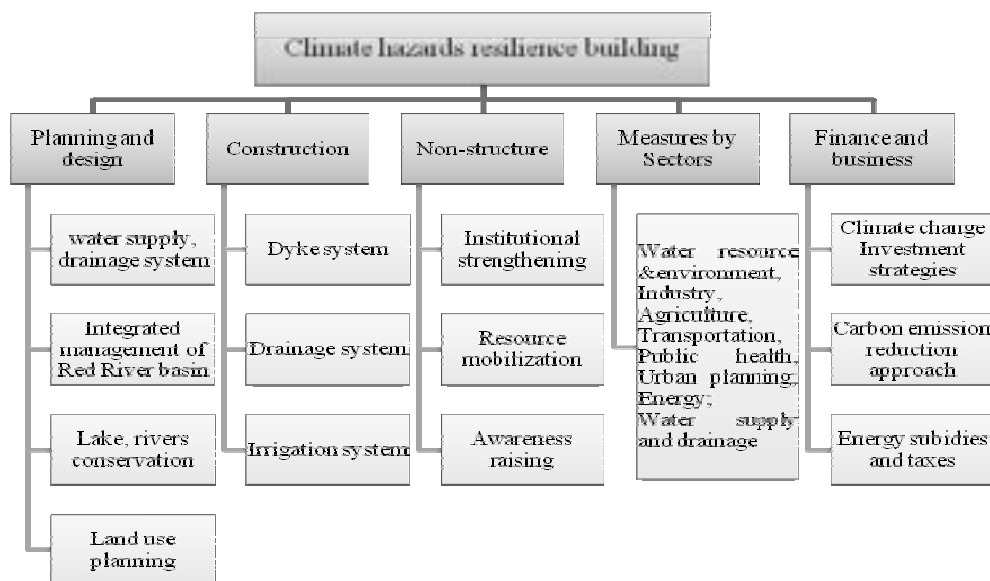 Climate hazards resilience building
Planning and
design
water supply,
drainage system
Integrated
management of
Red River basin
Lake, rivers
conservation
Land use
planning
Construction
Dyke system
Drainage system
Irrigation system
Non-structure
Institutional
strengthening
Resource
mobilization
Awareness
raising
Measures by
Sectors
Water resource
&environment,
Industry,
Agriculture,
Transportation,
Public health,
Urban planning,
Energy;
Water supply
and drainage
Finance and
business
Climate change
Investment
strategies
Carbon emission
reduction
approach
Energy subidies
and taxes